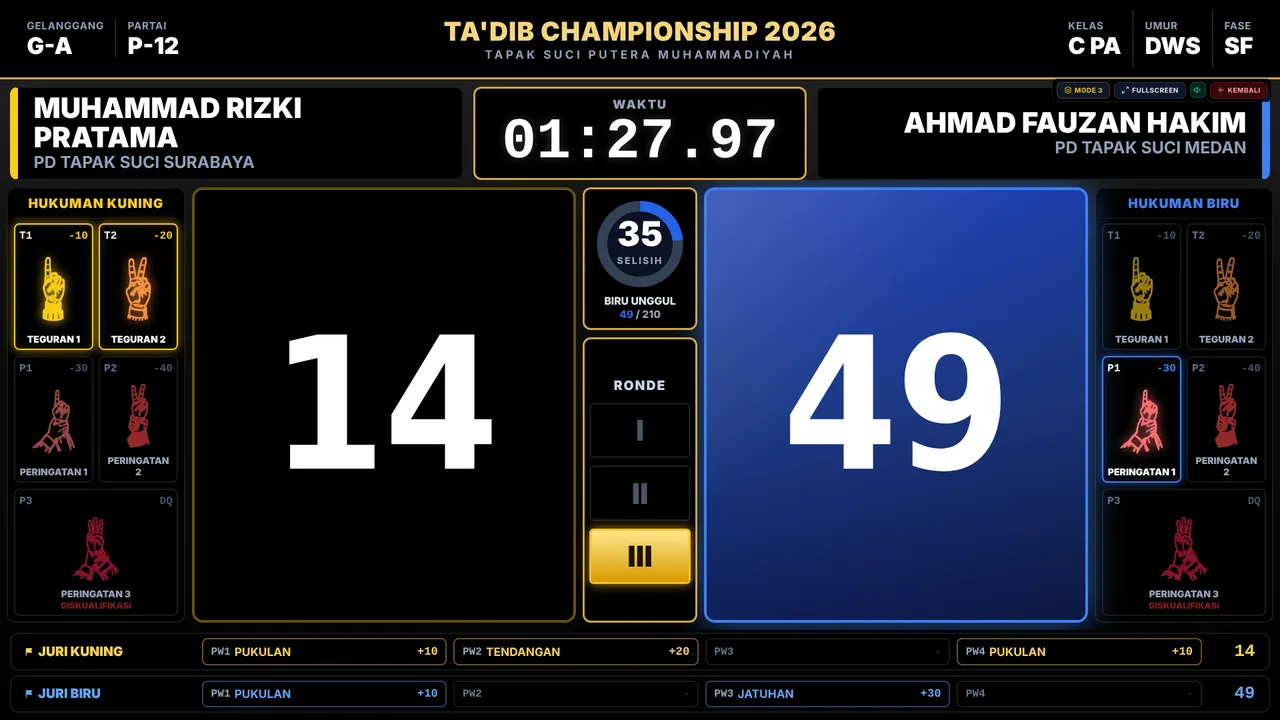 GELANGGANG
G-A
PARTAI
P-12
TA'DIB CHAMPIONSHIP 2026
TAPAK SUCI PUTERA MUHAMMADIYAH
KELAS
C PA
UMUR
DWS
FASE
SF
MODE 3
FULLSCREEN
KEMBALI
MUHAMMAD RIZKI
PRATAMA
PD TAPAK SUCI SURABAYA
WAKTU
01:27.97
AHMAD FAUZAN HAKIM
PD TAPAK SUCI MEDAN
HUKUMAN KUNING
T1 -10
TEGURAN 1
T2 -20
TEGURAN 2
P1 -30
PERINGATAN 1
P2 -40
PERINGATAN
2
P3 DQ
PERINGATAN 3
DISKUALIFIKASI
14
35
SELISIH
BIRU UNGGUL
49 / 210
RONDE
I
II
III
49
HUKUMAN BIRU
T1 -10
TEGURAN 1
T2 -20
TEGURAN 2
P1 -30
PERINGATAN 1
P2 -40
PERINGATAN
2
P3 DQ
PERINGATAN 3
DISKUALIFIKASI
JURI KUNING PW1 PUKULAN +10 PW2 TENDANGAN +20 PW3 - PW4 PUKULAN +10 14
JURI BIRU PW1 PUKULAN +10 PW2 - PW3 JATUHAN +30 PW4 - 49